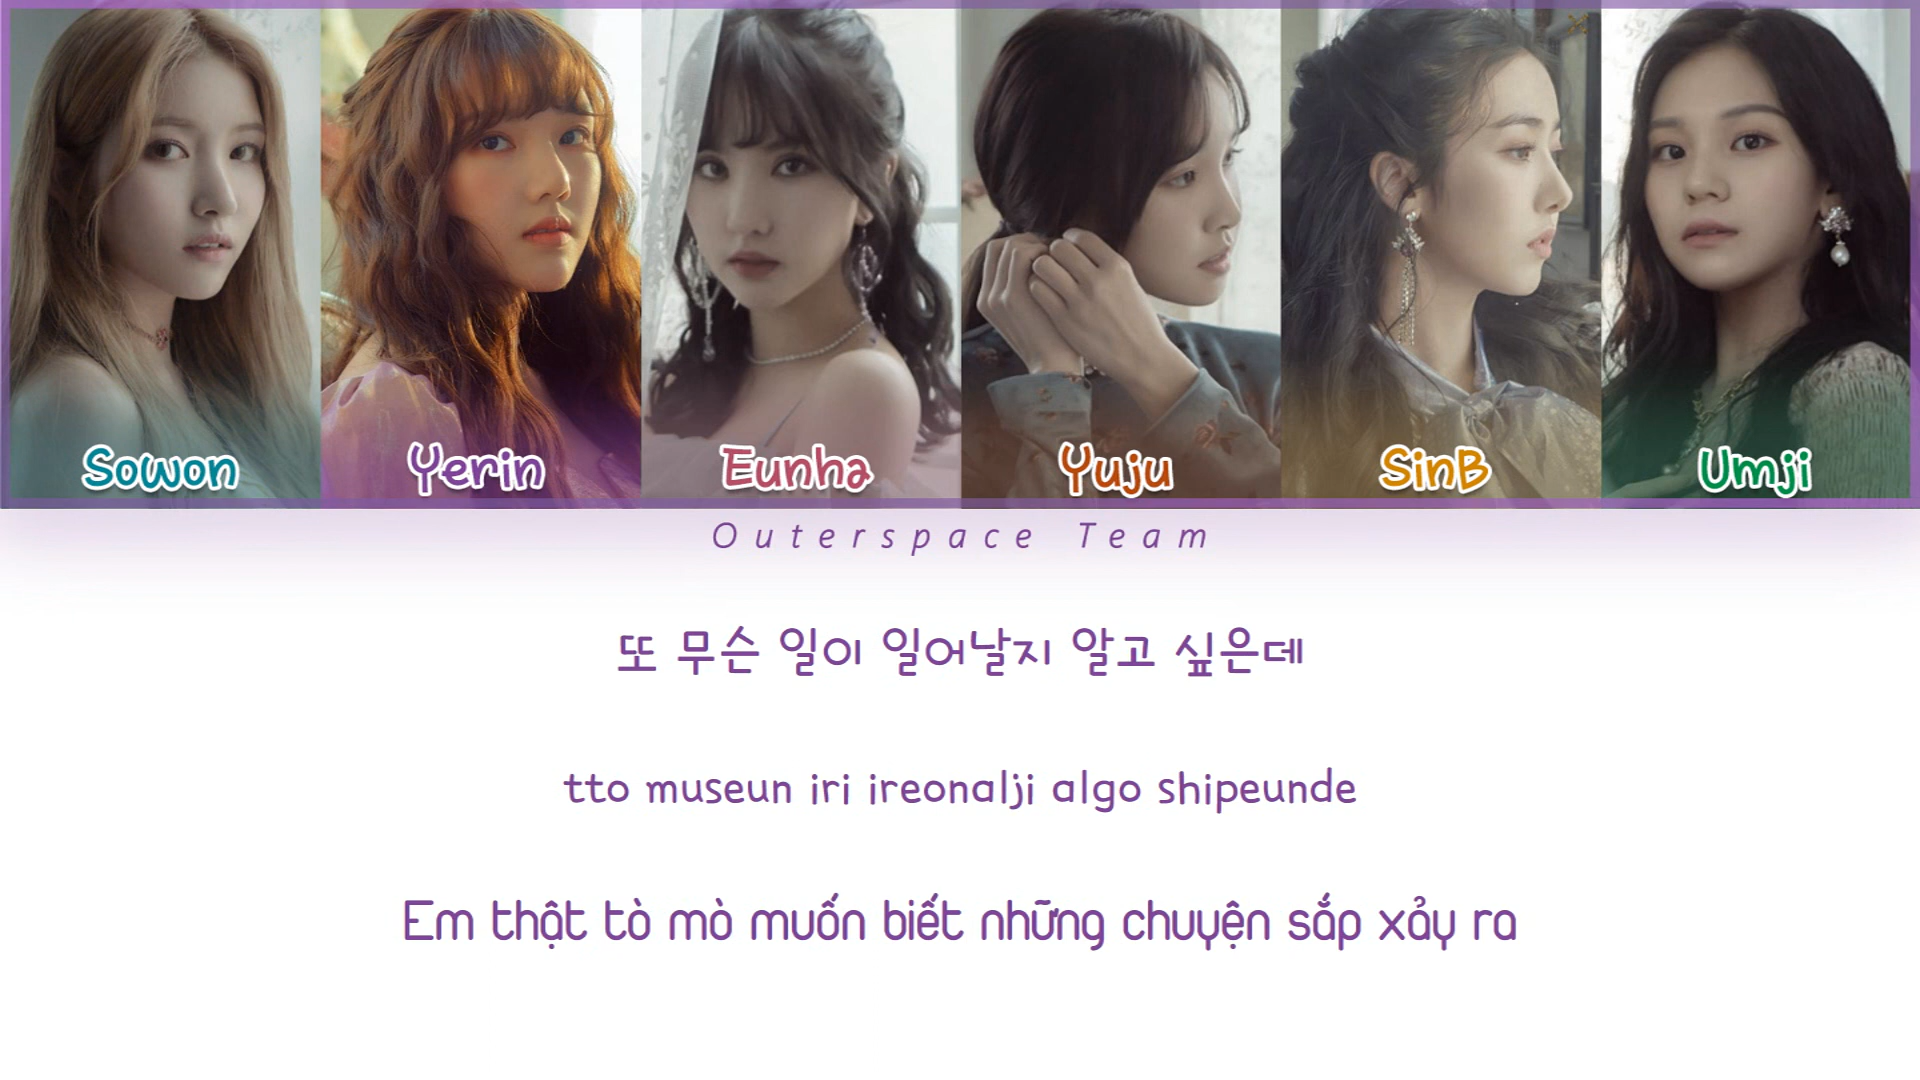 Sowon Yerin Eunha Yuju SinB Umji
Outerspace Team
또 무슨 일이 일어날지 알고 싶은데
tto museun iri ireonalji algo shipeunde
Em thật tò mò muốn biết những chuyện sắp xảy ra